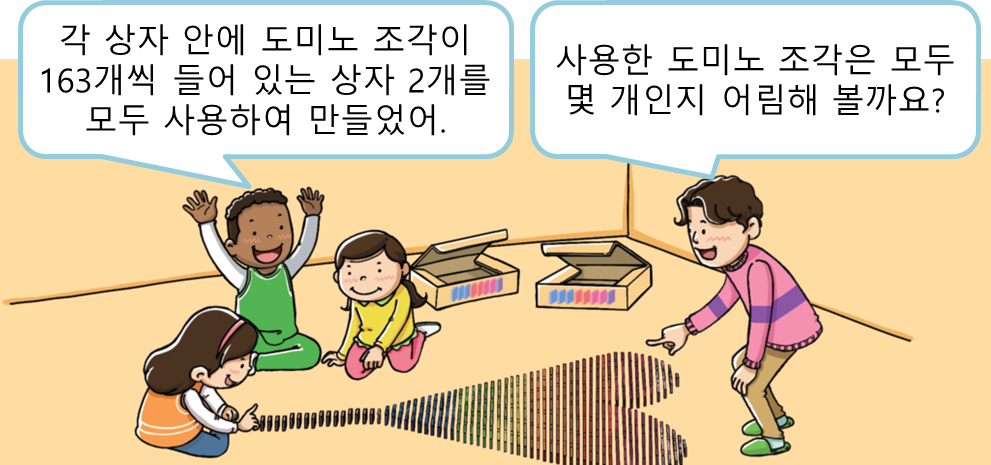 각 상자 안에 도미노 조각이
163개씩 들어 있는 상자 2개를
모두 사용하여 만들었어.
사용한 도미노 조각은 모두
몇 개인지 어림해 볼까요?